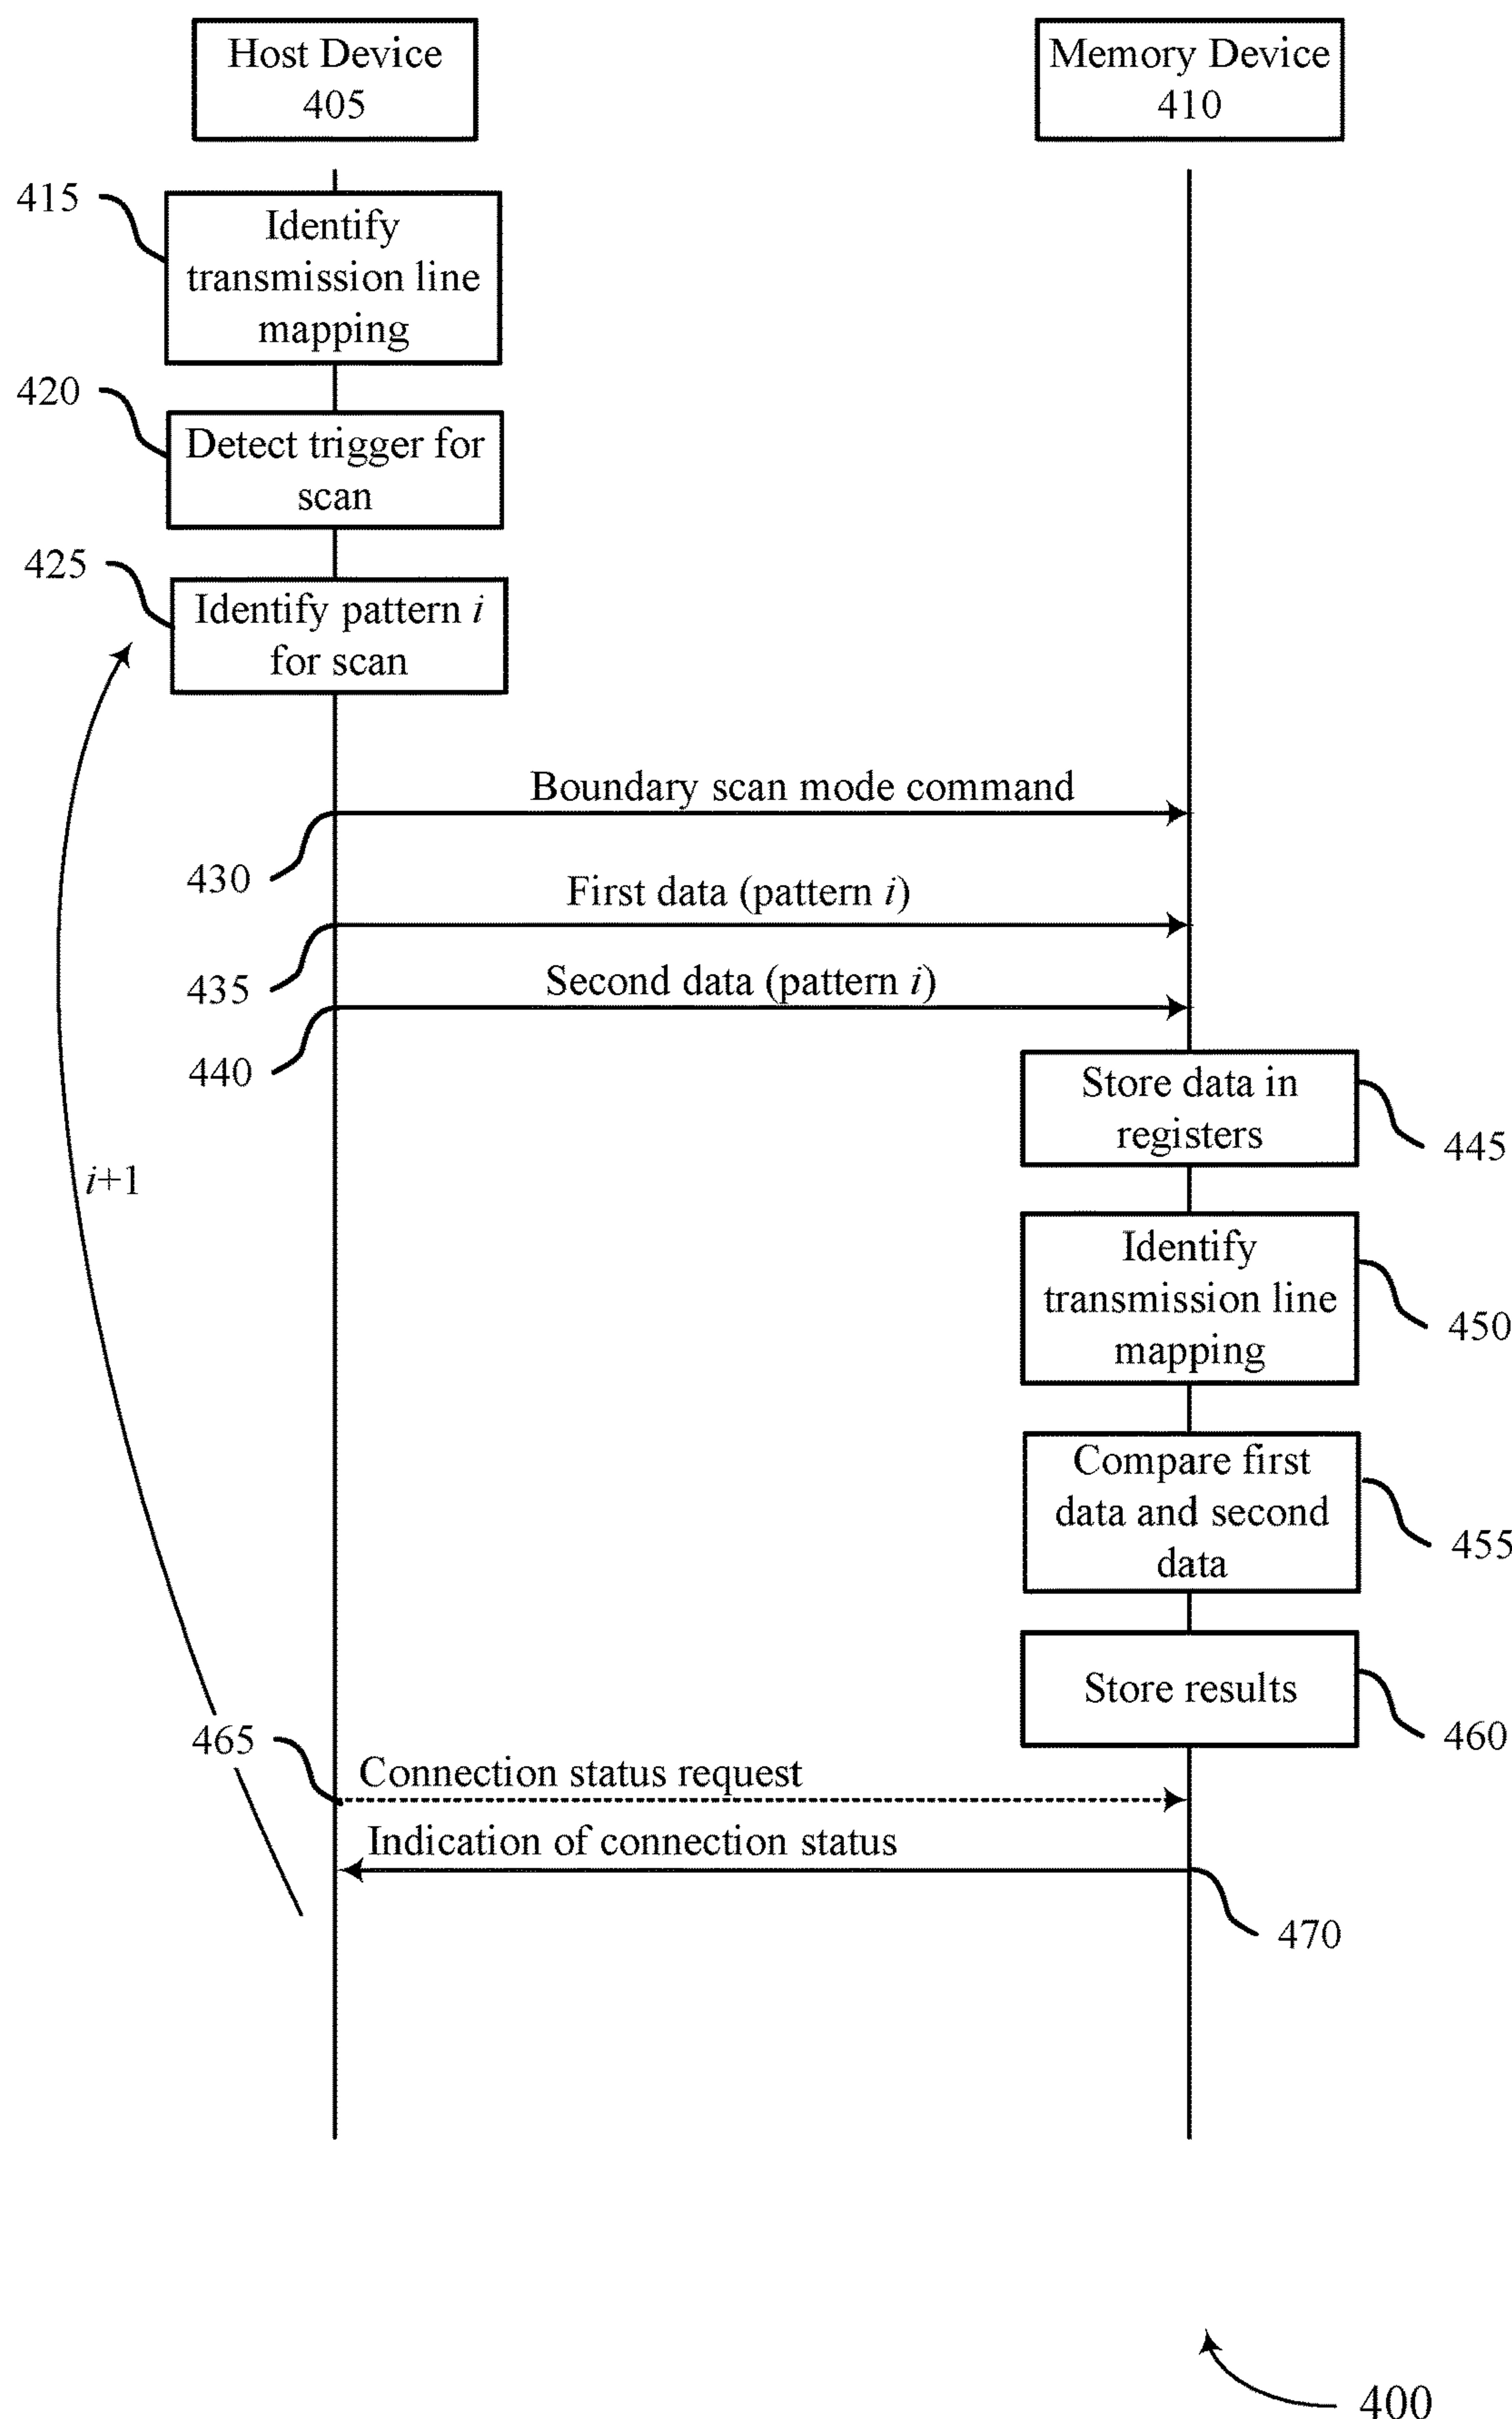 Host Device
405
Memory Device
410
415
Identify
transmission line
mapping
420
Detect trigger for
scan
425
Identify pattern i
for scan
Boundary scan mode command
430
First data (pattern i)
435
Second data (pattern i)
440
Store data in
registers
445
i+1
Identify
transmission line
mapping
450
Compare first
data and second
data
455
Store results
460
465
Connection status request
Indication of connection status
470
400